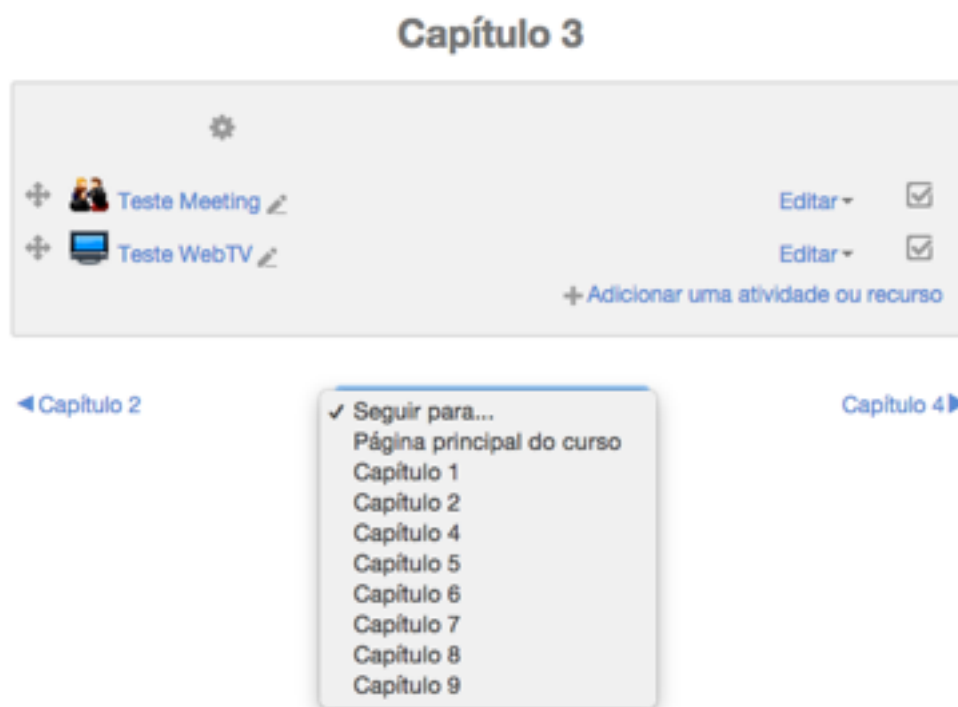 Capítulo 3
Teste Meeting Editar
Teste WebTV Editar
Adicionar uma atividade ou recurso
Capítulo 2 Capítulo 4
Seguir para...
Página principal do curso
Capítulo 1
Capítulo 2
Capítulo 4
Capítulo 5
Capítulo 6
Capítulo 7
Capítulo 8
Capítulo 9